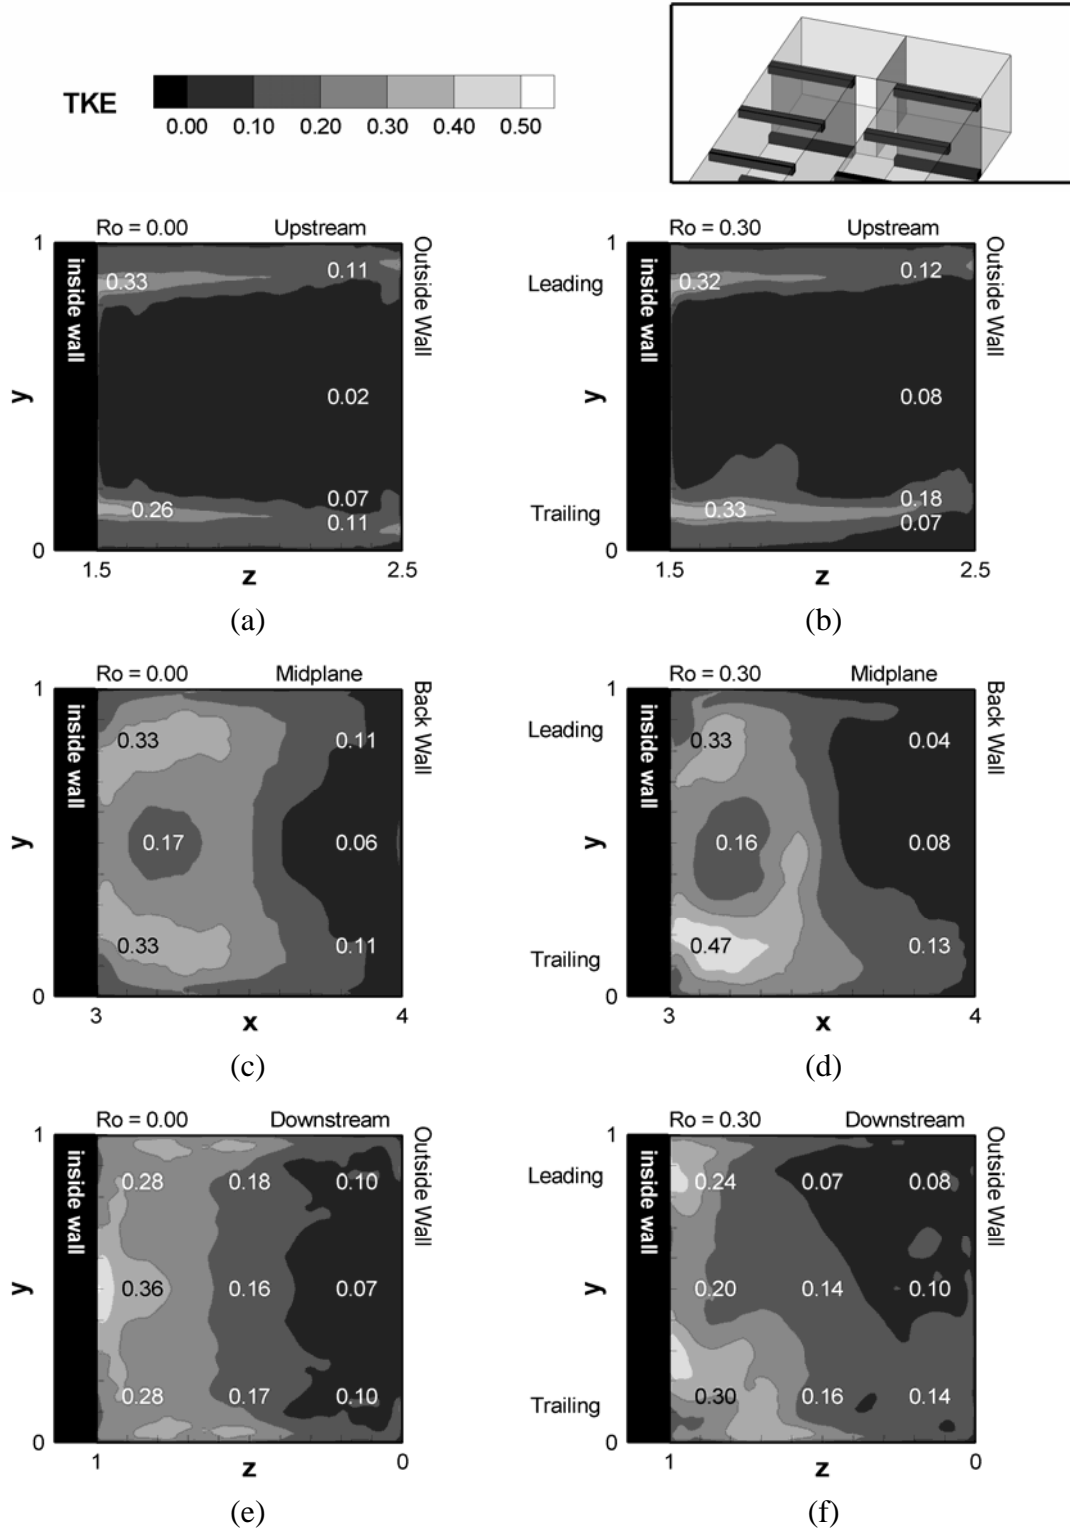 TKE
0.00 0.10 0.20 0.30 0.40 0.50
Ro = 0.00 Upstream
1
inside wall
Outside Wall
0.33
0.11
y
0.02
0.07
0.26
0.11
0
1.5 z 2.5
(a)
Ro = 0.30 Upstream
1
Leading
inside wall
Outside Wall
0.32
0.12
y
0.08
0.18
Trailing
0.33
0.07
0
1.5 z 2.5
(b)
Ro = 0.00 Midplane
1
inside wall
Back Wall
0.33 0.11
y
0.17 0.06
0.33 0.11
0
3 x 4
(c)
Ro = 0.30 Midplane
1
Leading
inside wall
Back Wall
0.33 0.04
y
0.16 0.08
0.47 0.13
Trailing
0
3 x 4
(d)
Ro = 0.00 Downstream
1
inside wall
Outside Wall
0.28 0.18 0.10
y
0.36 0.16 0.07
0.28 0.17 0.10
0
1 z 0
(e)
Ro = 0.30 Downstream
1
Leading
inside wall
Outside Wall
0.24 0.07 0.08
y
0.20 0.14 0.10
0.30 0.16 0.14
Trailing
0
1 z 0
(f)